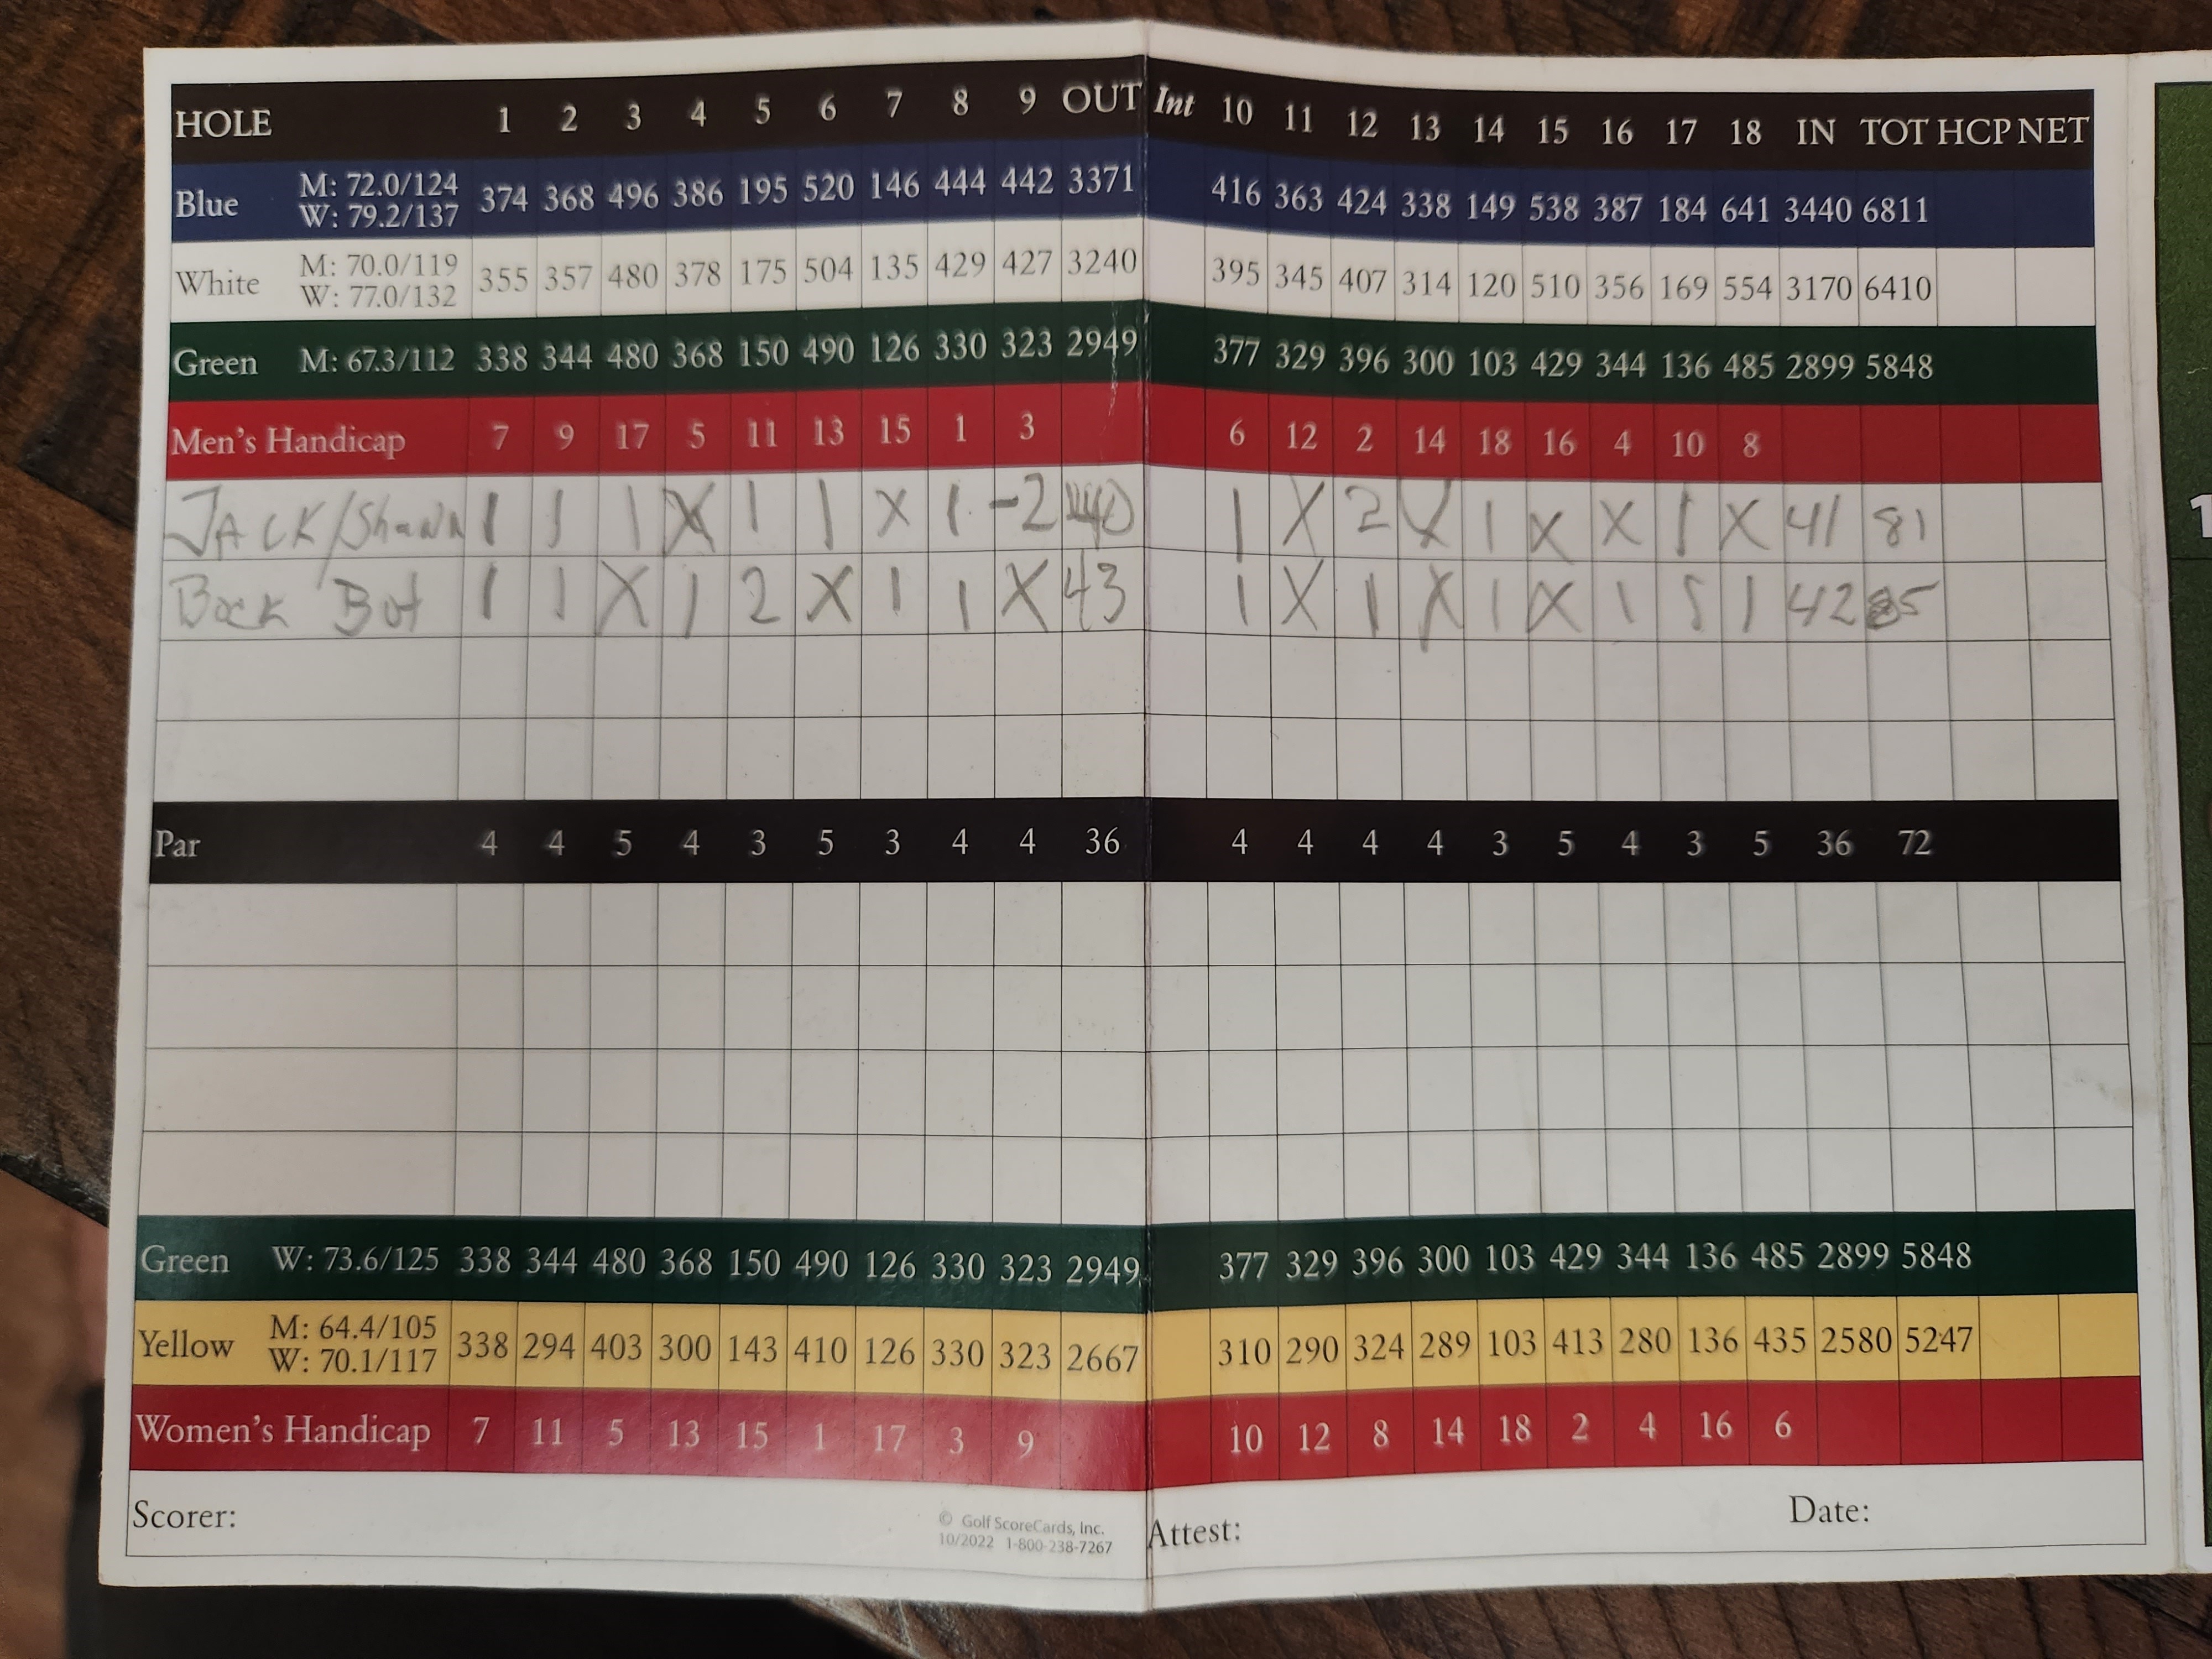 HOLE 1 2 3 4 5 6 7 8 9 OUT Int 10 11 12 13 14 15 16 17 18 IN TOT HCP NET
Blue M: 72.0/124 W: 79.2/137 374 368 496 386 195 520 146 444 442 3371 416 363 424 338 149 538 387 184 641 3440 6811
White M: 70.0/119 W: 77.0/132 355 357 480 378 175 504 135 429 427 3240 395 345 407 314 120 510 356 169 554 3170 6410
Green M: 67.3/112 338 344 480 368 150 490 126 330 323 2949 377 329 396 300 103 429 344 136 485 2899 5848
Men's Handicap 7 9 17 5 11 13 15 1 3 6 12 2 14 18 16 4 10 8
JACK/Shawn 1 1 1 X 1 1 X 1 -2 40 1 X 2 X 1 X X 1 X 41 81
Bock Bot 1 1 X 1 2 X 1 1 X 43 1 X 1 X 1 X 1 1 1 42 85
Par 4 4 5 4 3 5 3 4 4 36 4 4 4 4 3 5 4 3 5 36 72
Green W: 73.6/125 338 344 480 368 150 490 126 330 323 2949 377 329 396 300 103 429 344 136 485 2899 5848
Yellow M: 64.4/105 W: 70.1/117 338 294 403 300 143 410 126 330 323 2667 310 290 324 289 103 413 280 136 435 2580 5247
Women's Handicap 7 11 5 13 15 1 17 3 9 10 12 8 14 18 2 4 16 6
Scorer: © Golf ScoreCards, Inc. Attest: Date:
10/2022 1-800-238-7267